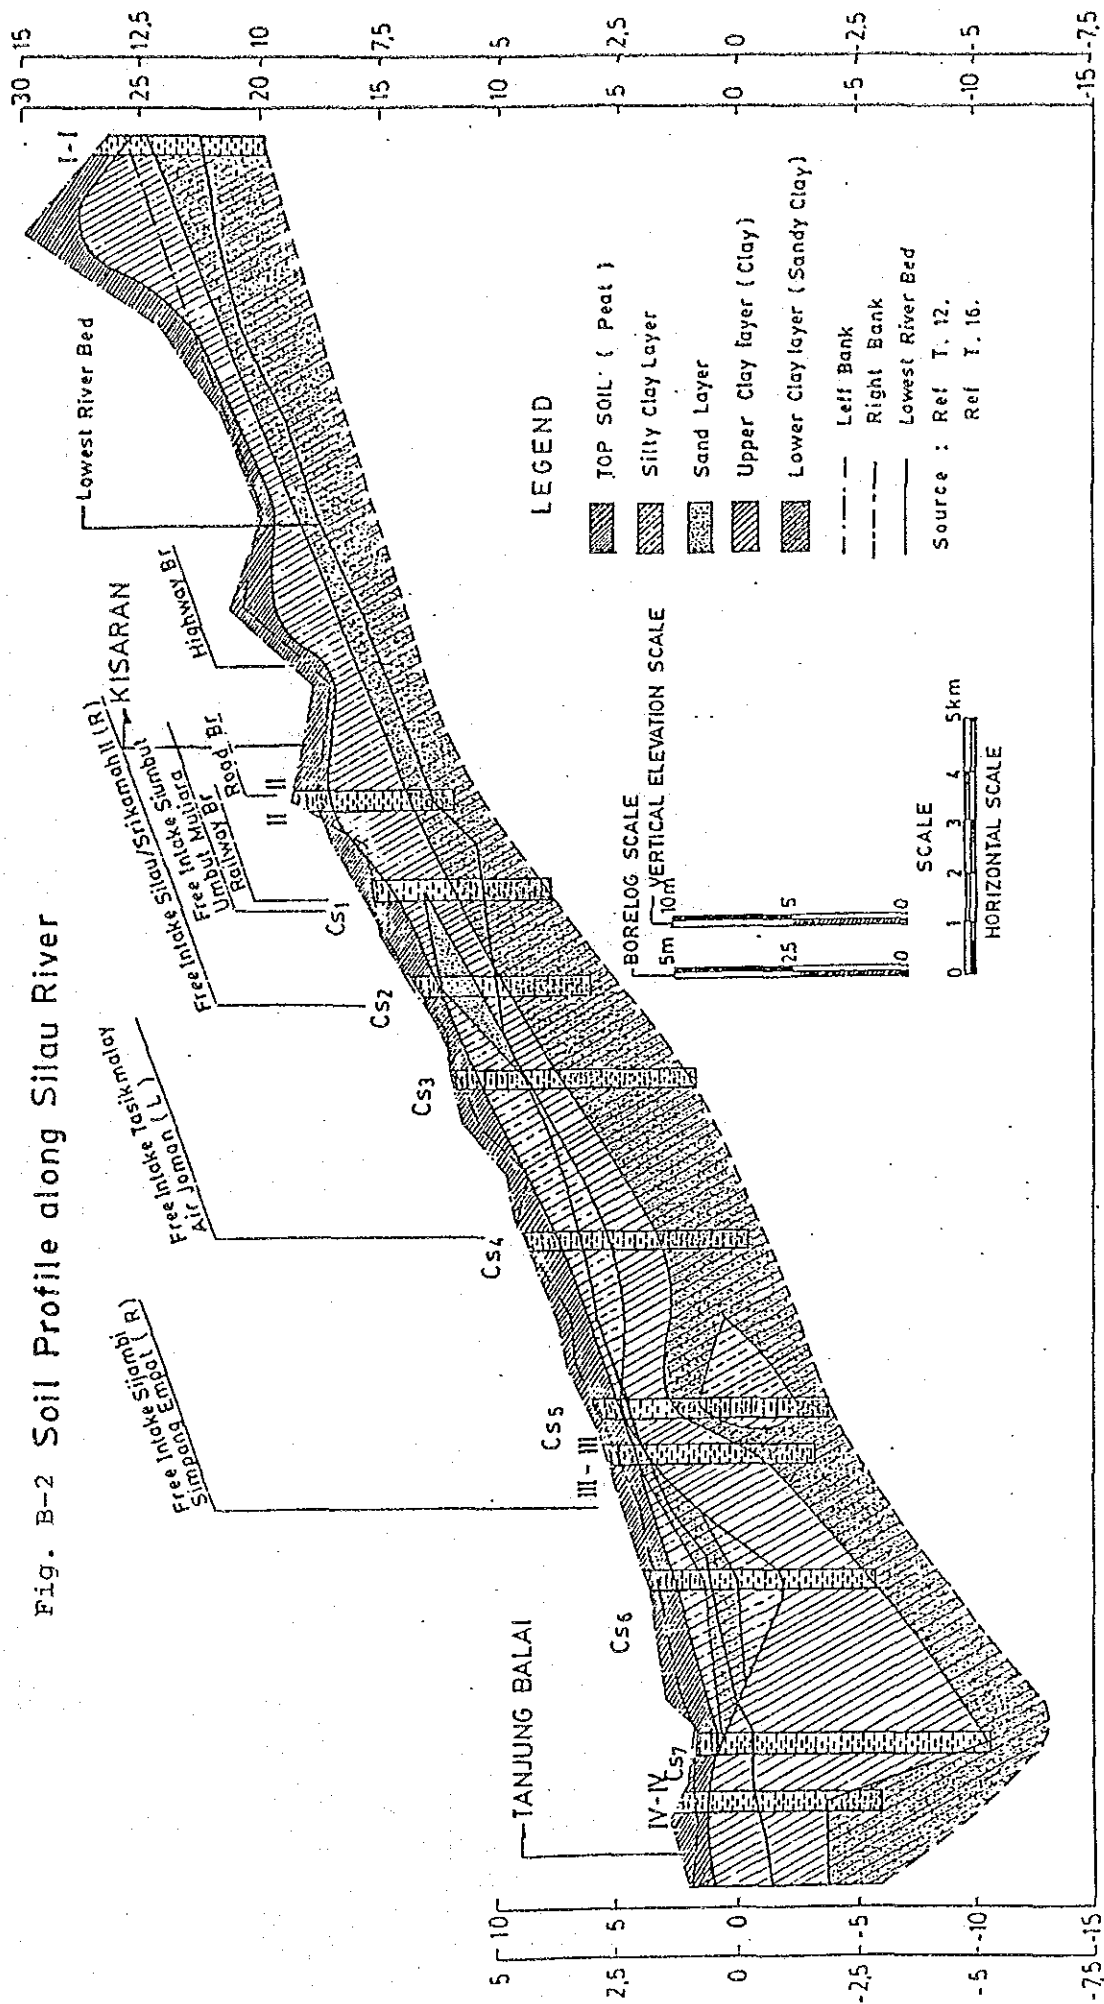 Fig. B-2 Soil Profile along Silau River
TANJUNG BALAI
Free Intake Sijambi
Simpang Empat (R)
Free Intake Tasikmalay
Air Joman (L)
Free Intake Silau/Srikamah II (R)
Free Intake Siumbut
Umbut Muljara
Railway Br
Road Br
KISARAN
Highway Br
Lowest River Bed
IV-IV
Cs7
Cs6
III-III
Cs5
Cs4
Cs3
Cs2
Cs1
II
II
I-I
10
5
0
-5
-10
-15
5
2,5
0
-2,5
-5
-7,5
30
25
20
15
10
5
0
-5
-10
-15
15
12,5
10
7,5
5
2,5
0
-2,5
-5
-7,5
BORELOG SCALE
VERTICAL ELEVATION SCALE
5m
2.5
0
10m
5
0
SCALE
0 1 2 3 4 5km
HORIZONTAL SCALE
LEGEND
TOP SOIL ( Peat )
Silty Clay Layer
Sand Layer
Upper Clay layer ( Clay )
Lower Clay layer ( Sandy Clay )
Left Bank
Right Bank
Lowest River Bed
Source : Ref T. 12.
Ref T. 16.